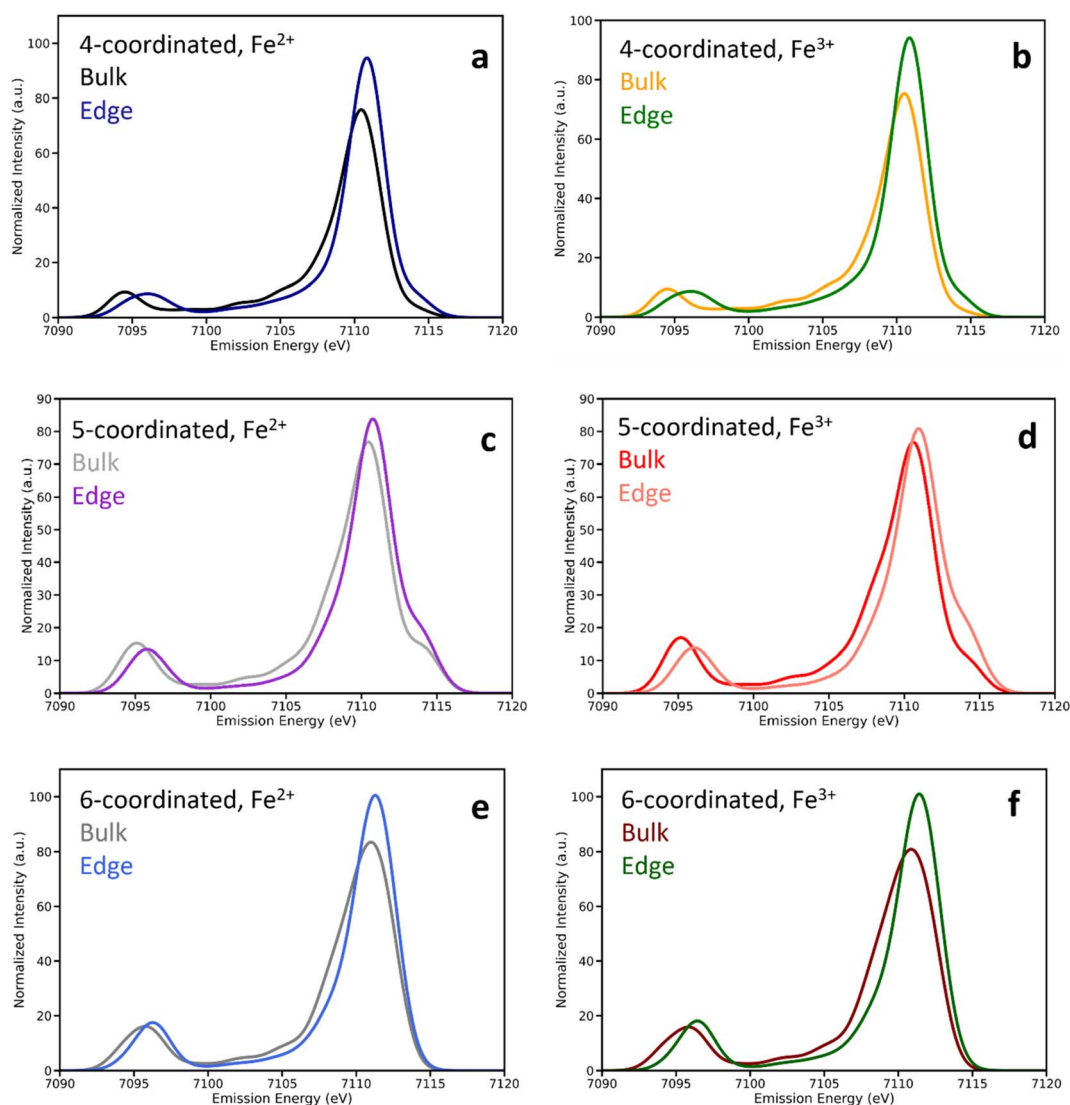 4-coordinated, Fe2+
Bulk
Edge
a
Normalized Intensity (a.u.)
100
80
60
40
20
0
7090 7095 7100 7105 7110 7115 7120
Emission Energy (eV)
4-coordinated, Fe3+
Bulk
Edge
b
Normalized Intensity (a.u.)
100
80
60
40
20
0
7090 7095 7100 7105 7110 7115 7120
Emission Energy (eV)
5-coordinated, Fe2+
Bulk
Edge
c
Normalized Intensity (a.u.)
90
80
70
60
50
40
30
20
10
0
7090 7095 7100 7105 7110 7115 7120
Emission Energy (eV)
5-coordinated, Fe3+
Bulk
Edge
d
Normalized Intensity (a.u.)
90
80
70
60
50
40
30
20
10
0
7090 7095 7100 7105 7110 7115 7120
Emission Energy (eV)
6-coordinated, Fe2+
Bulk
Edge
e
Normalized Intensity (a.u.)
100
80
60
40
20
0
7090 7095 7100 7105 7110 7115 7120
Emission Energy (eV)
6-coordinated, Fe3+
Bulk
Edge
f
Normalized Intensity (a.u.)
100
80
60
40
20
0
7090 7095 7100 7105 7110 7115 7120
Emission Energy (eV)